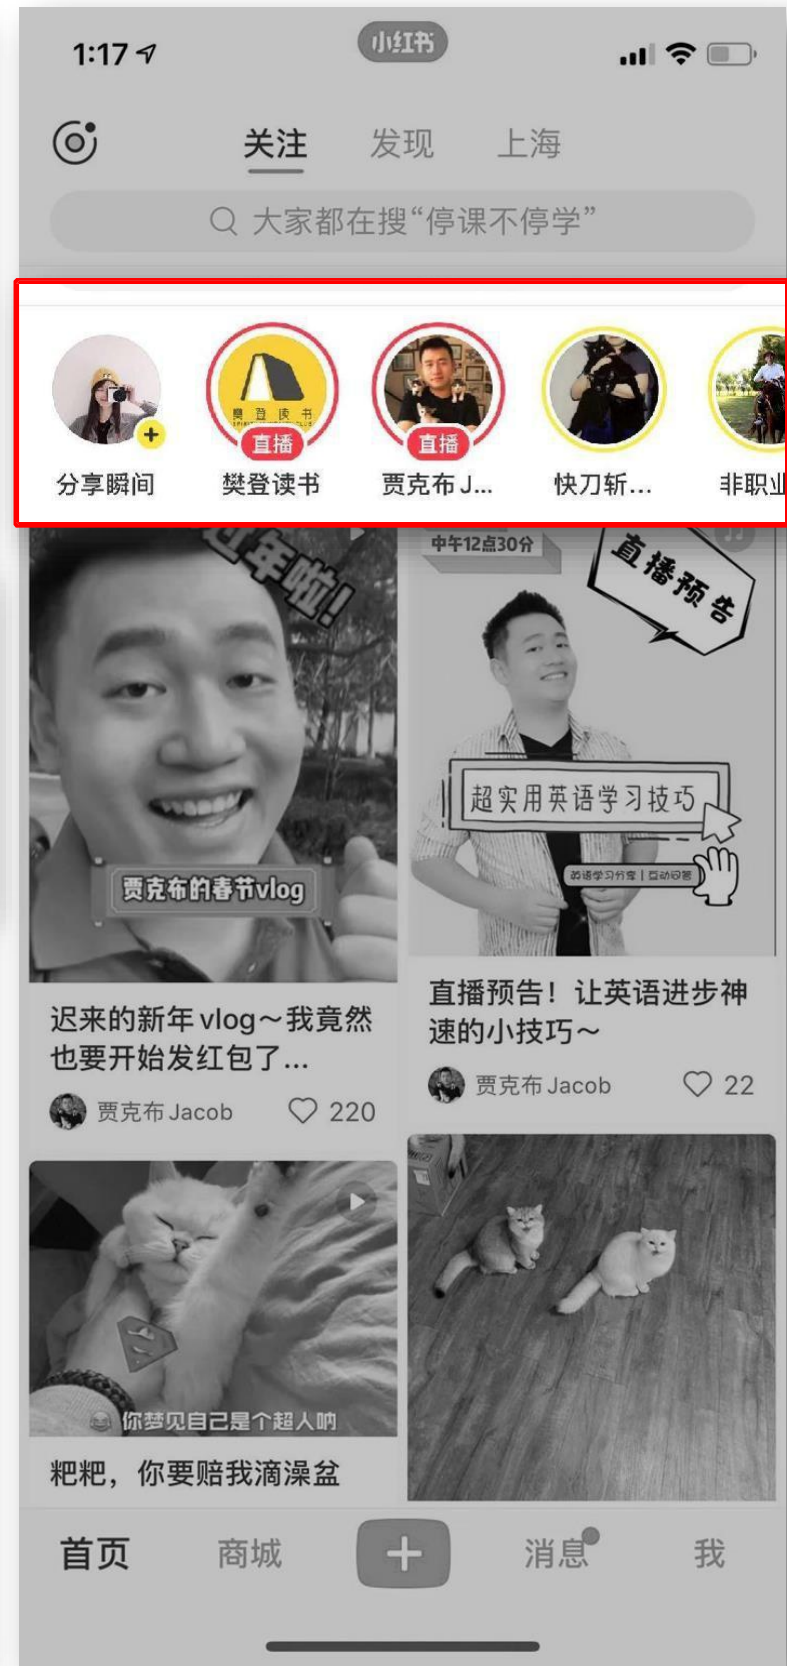 1:17
小红书
关注 发现 上海
大家都在搜“停课不停学”
樊登读书
直播 直播
分享瞬间 樊登读书 贾克布 J... 快刀斩... 非职业
过年啦!
中午12点30分
直播预告
超实用英语学习技巧
英语学习分享 | 互动问答
贾克布的春节vlog
直播预告！让英语进步神
速的小技巧～
贾克布 Jacob 22
迟来的新年 vlog～我竟然
也要开始发红包了...
贾克布 Jacob 220
你梦见自己是个超人呐
粑粑，你要赔我滴澡盆
首页 商城 消息 我